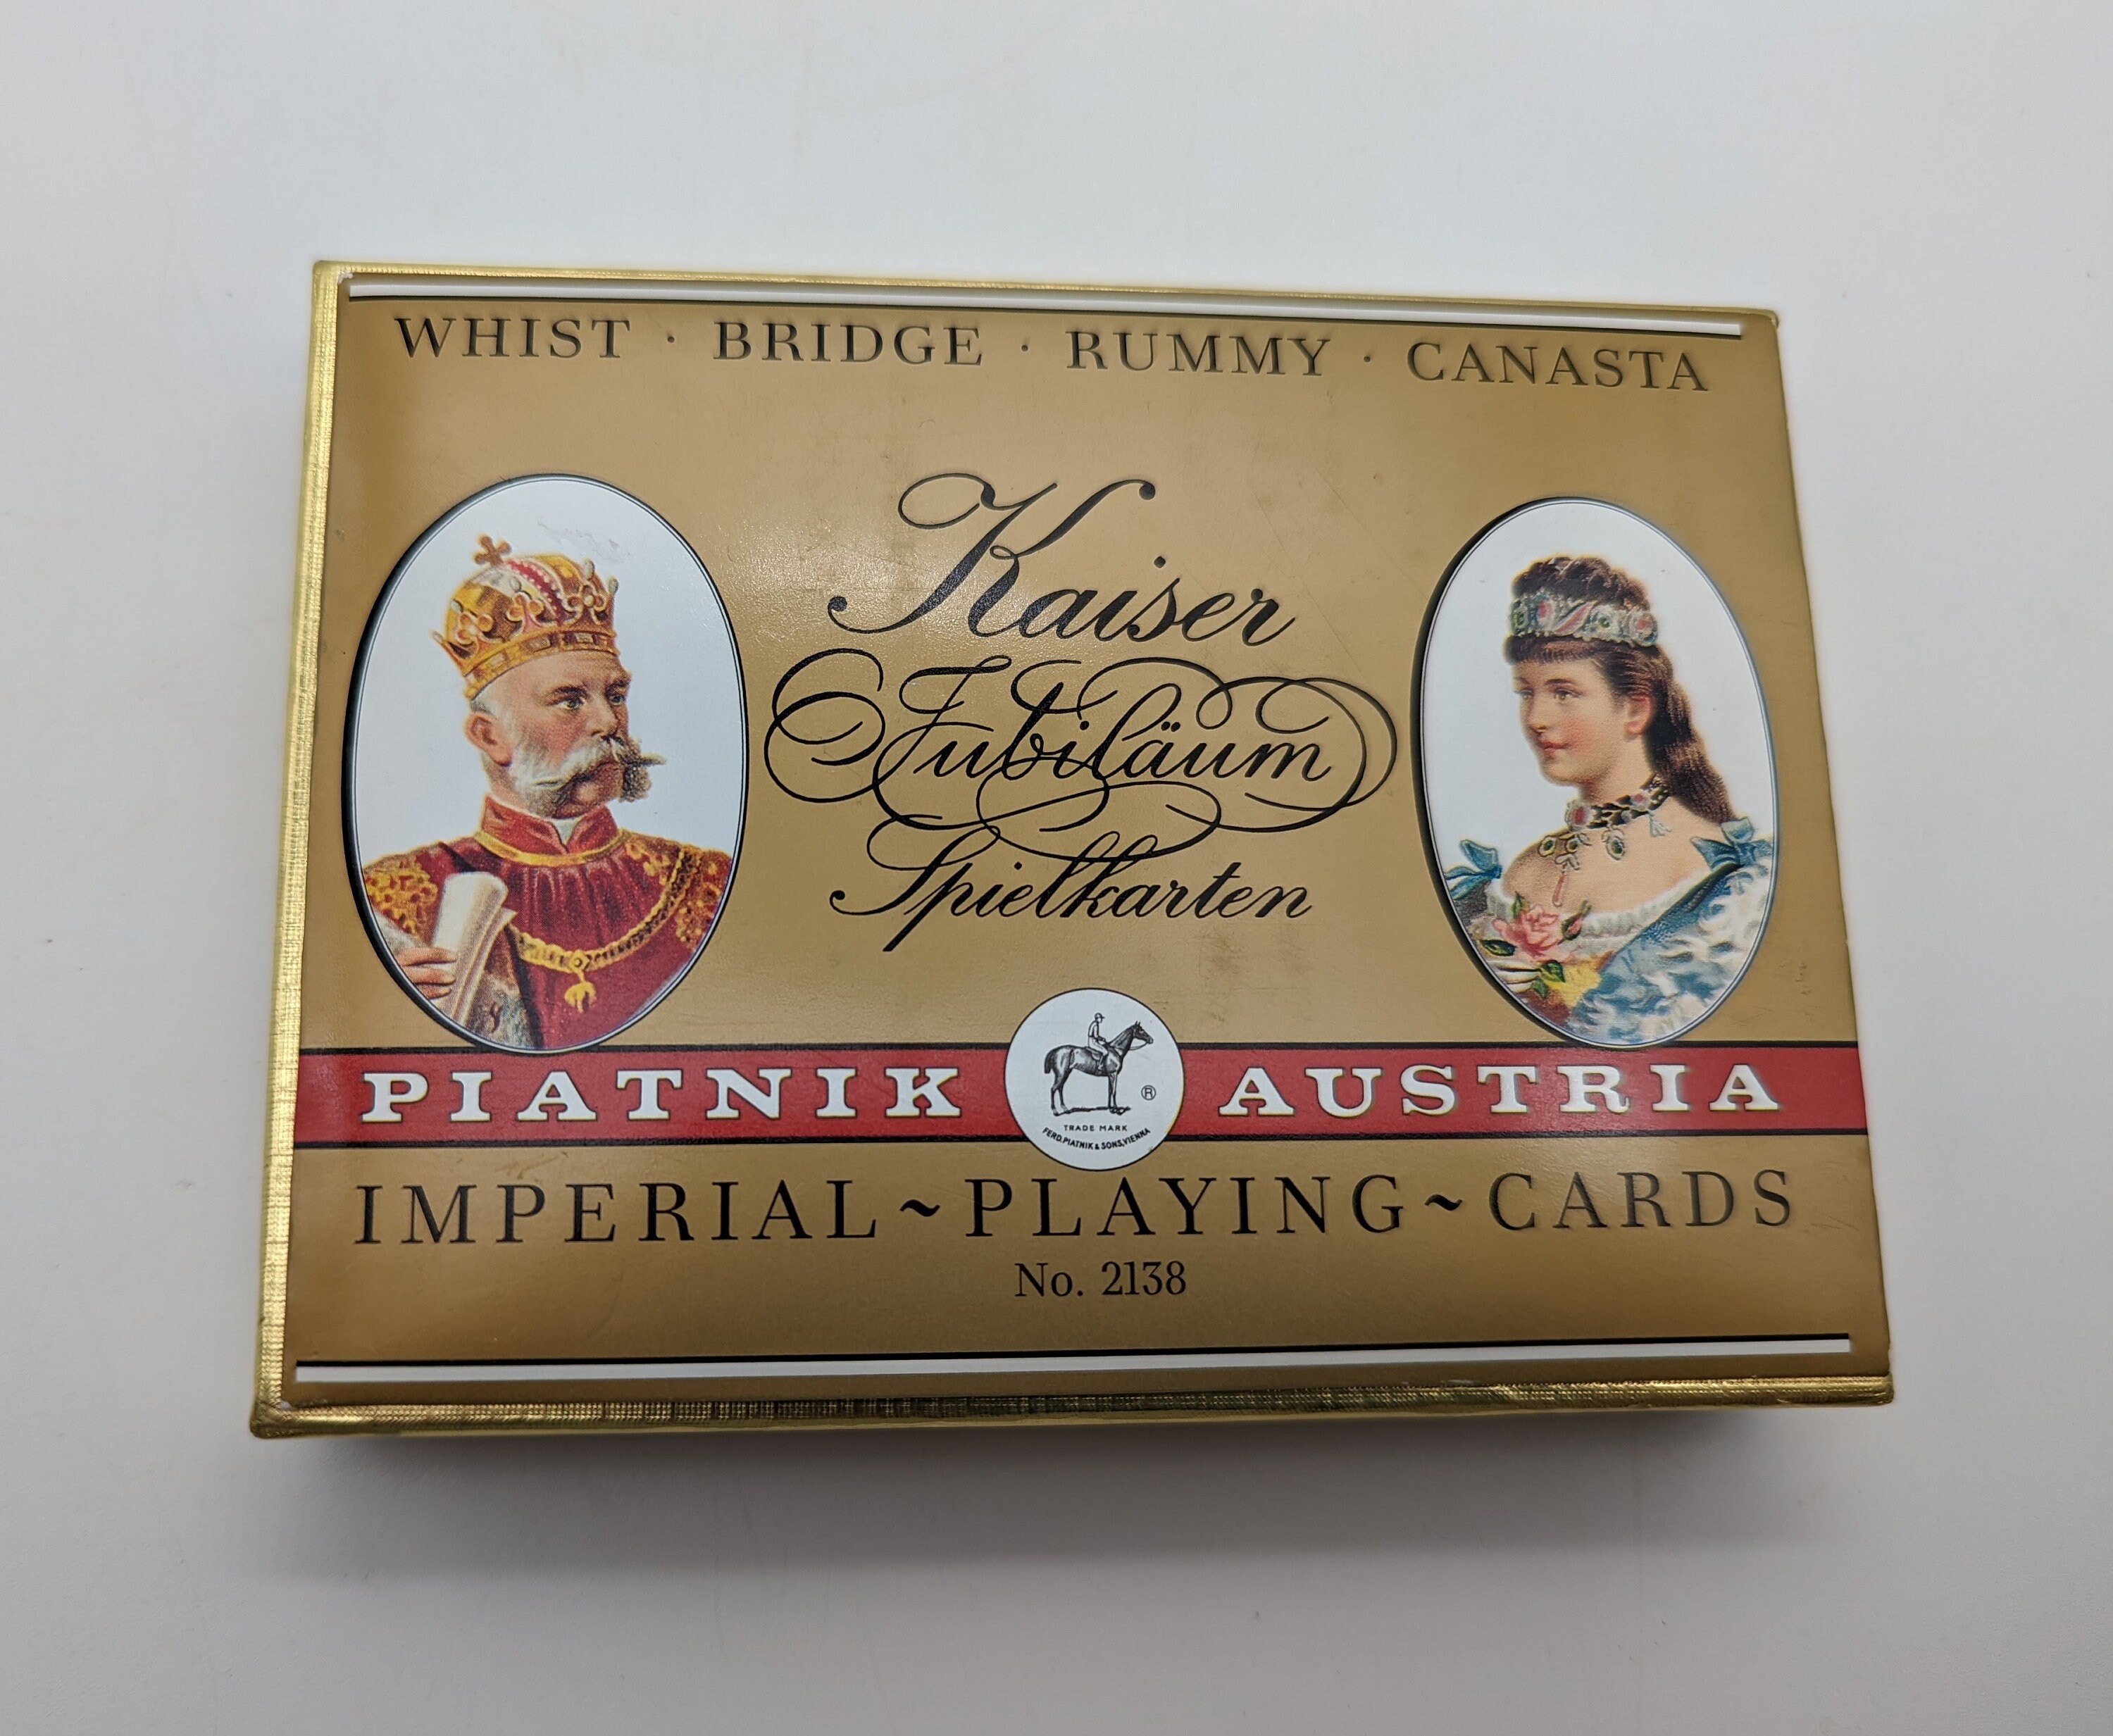 WHIST · BRIDGE · RUMMY · CANASTA
Kaiser
Jubiläum
Spielkarten
PIATNIK AUSTRIA
®
TRADE MARK
FERD. PIATNIK & SONS, VIENNA
IMPERIAL ~ PLAYING ~ CARDS
No. 2138